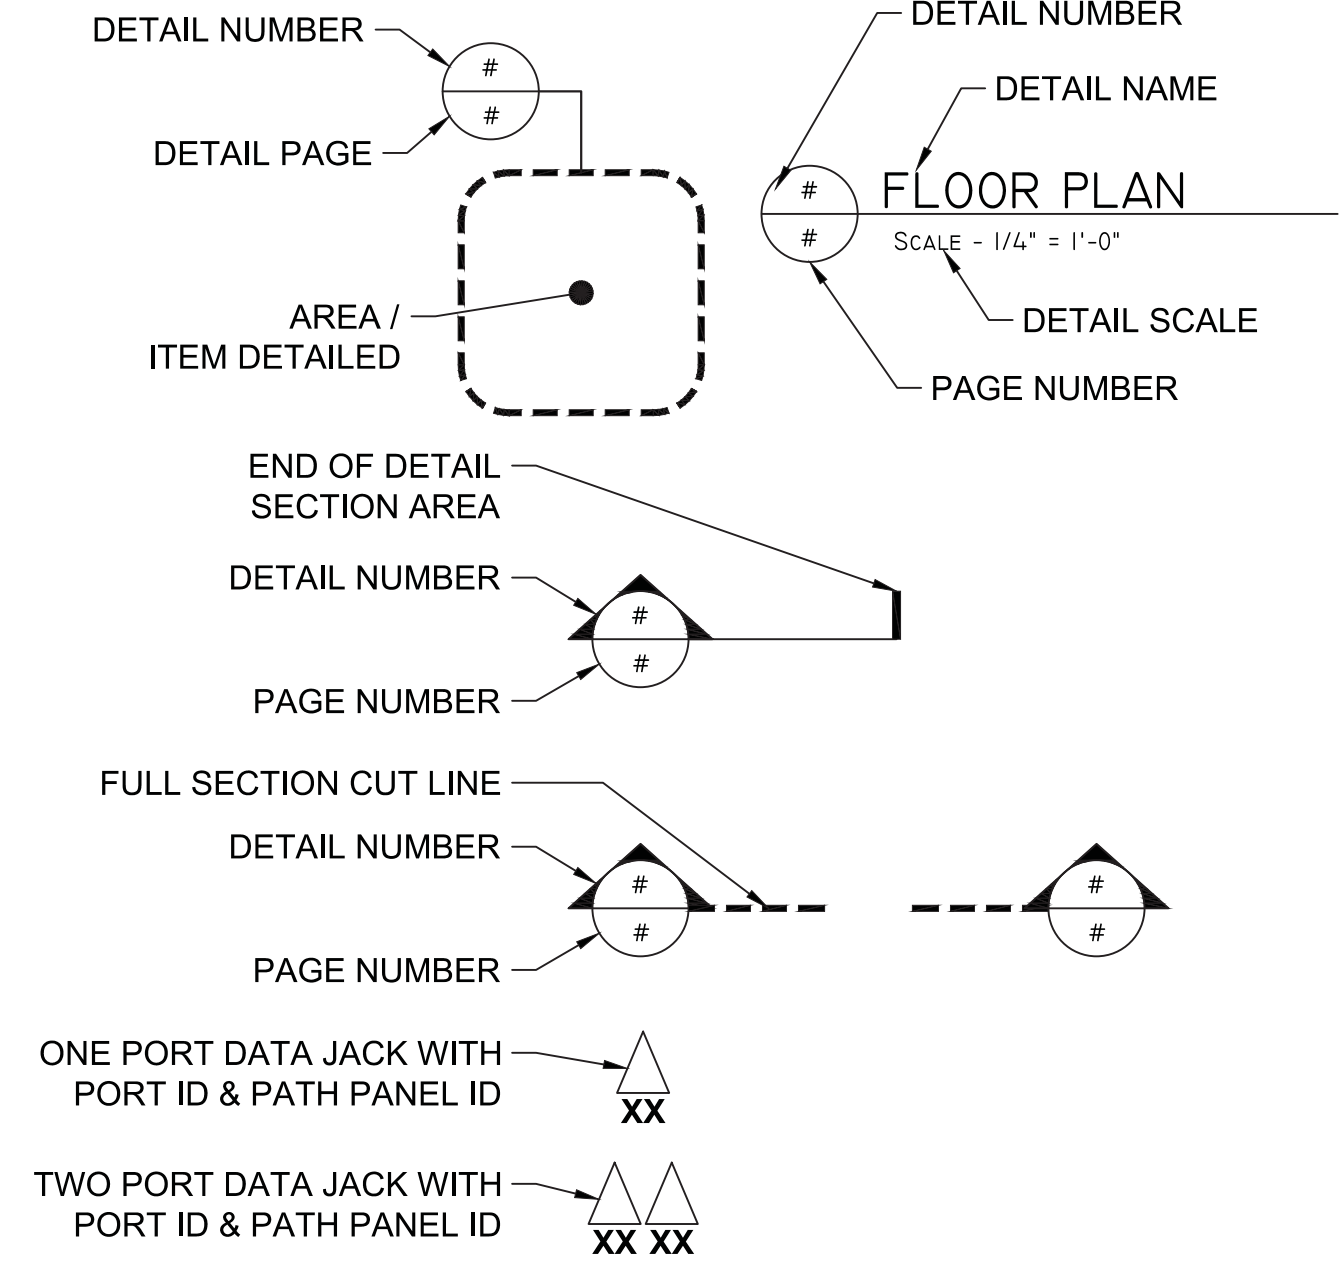 DETAIL NUMBER
#
#
DETAIL PAGE
AREA /
ITEM DETAILED
DETAIL NUMBER
DETAIL NAME
#
FLOOR PLAN
#
SCALE - 1/4" = 1'-0"
DETAIL SCALE
PAGE NUMBER
END OF DETAIL
SECTION AREA
DETAIL NUMBER
#
#
PAGE NUMBER
FULL SECTION CUT LINE
DETAIL NUMBER
# #
# #
PAGE NUMBER
ONE PORT DATA JACK WITH
PORT ID & PATH PANEL ID
XX
TWO PORT DATA JACK WITH
PORT ID & PATH PANEL ID
XX XX